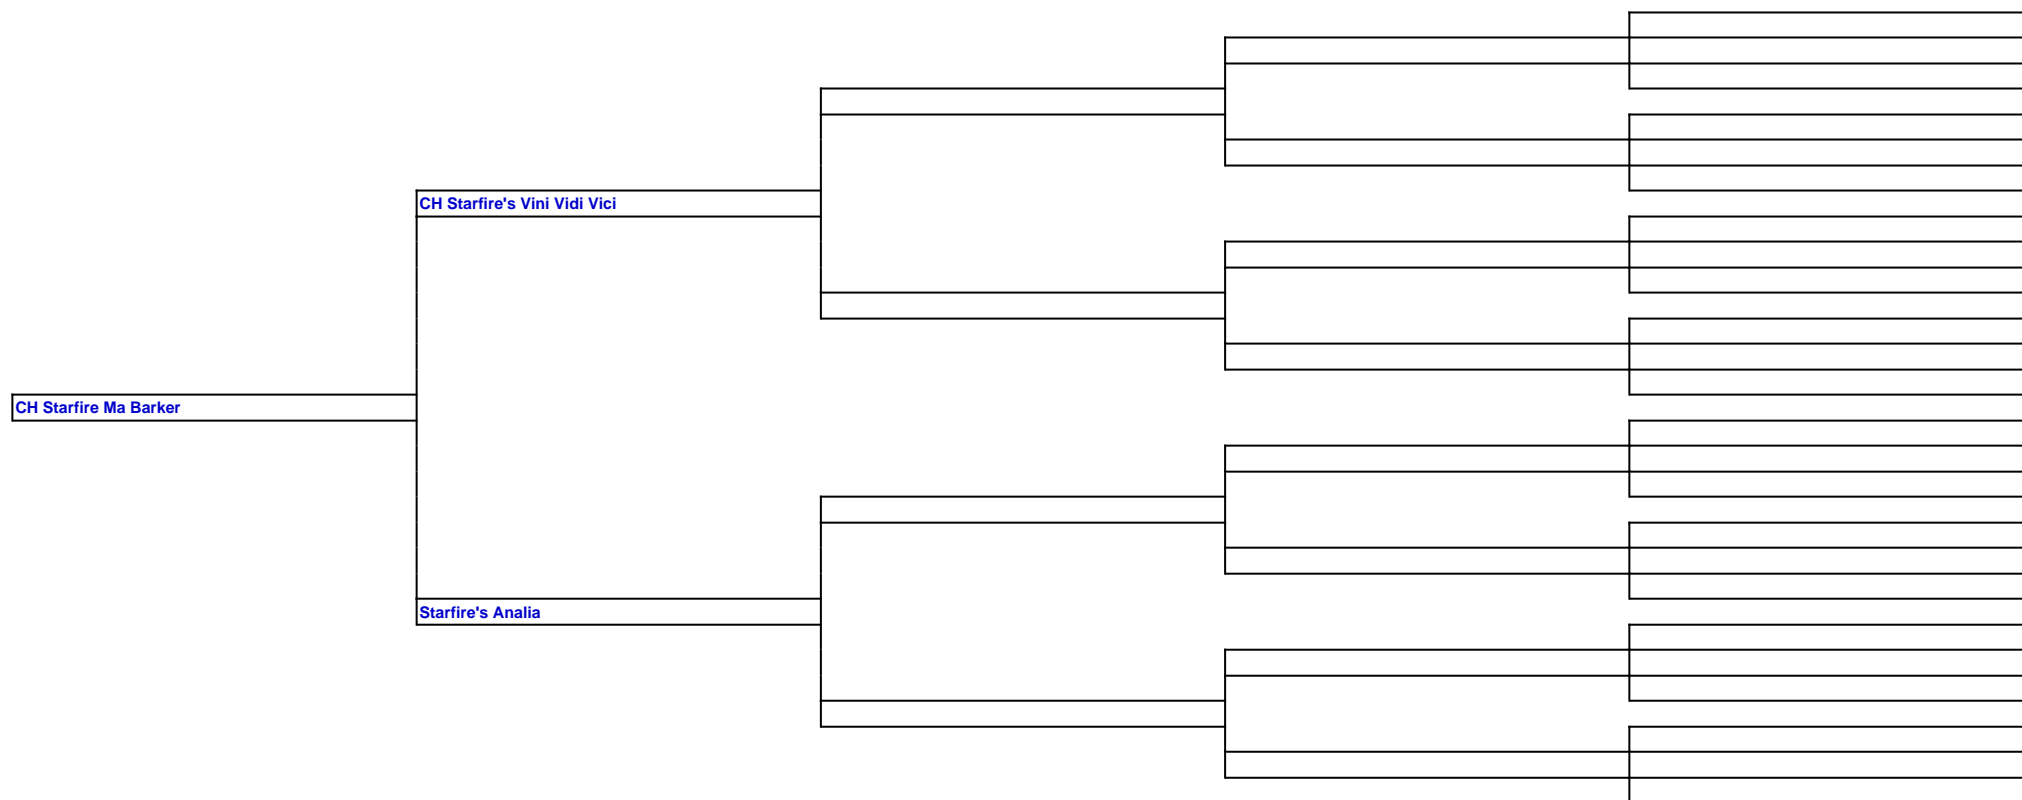 CH Starfire's Vini Vidi Vici
CH Starfire Ma Barker
Starfire's Analia